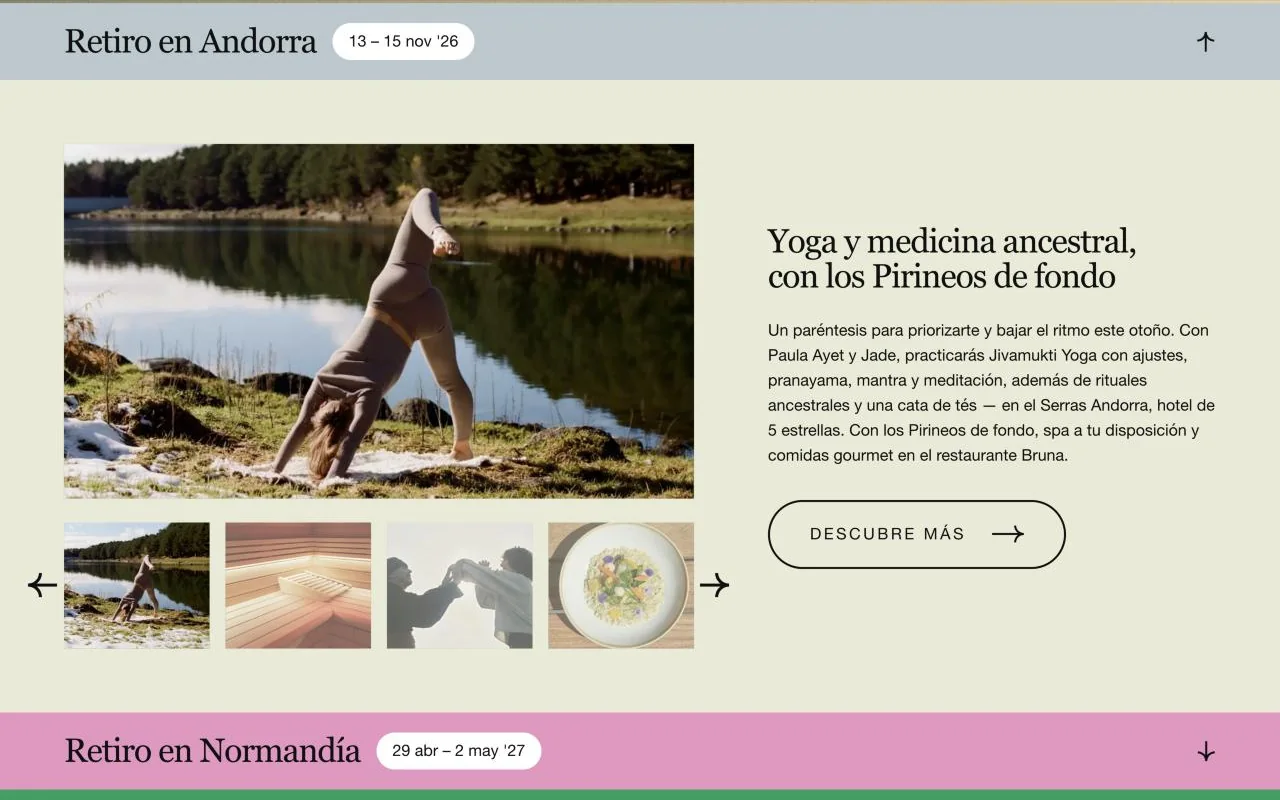 Retiro en Andorra
13 – 15 nov '26
Yoga y medicina ancestral,
con los Pirineos de fondo
Un paréntesis para priorizarte y bajar el ritmo este otoño. Con
Paula Ayet y Jade, practicarás Jivamukti Yoga con ajustes,
pranayama, mantra y meditación, además de rituales
ancestrales y una cata de tés — en el Serras Andorra, hotel de
5 estrellas. Con los Pirineos de fondo, spa a tu disposición y
comidas gourmet en el restaurante Bruna.
DESCUBRE MÁS
Retiro en Normandía
29 abr – 2 may '27